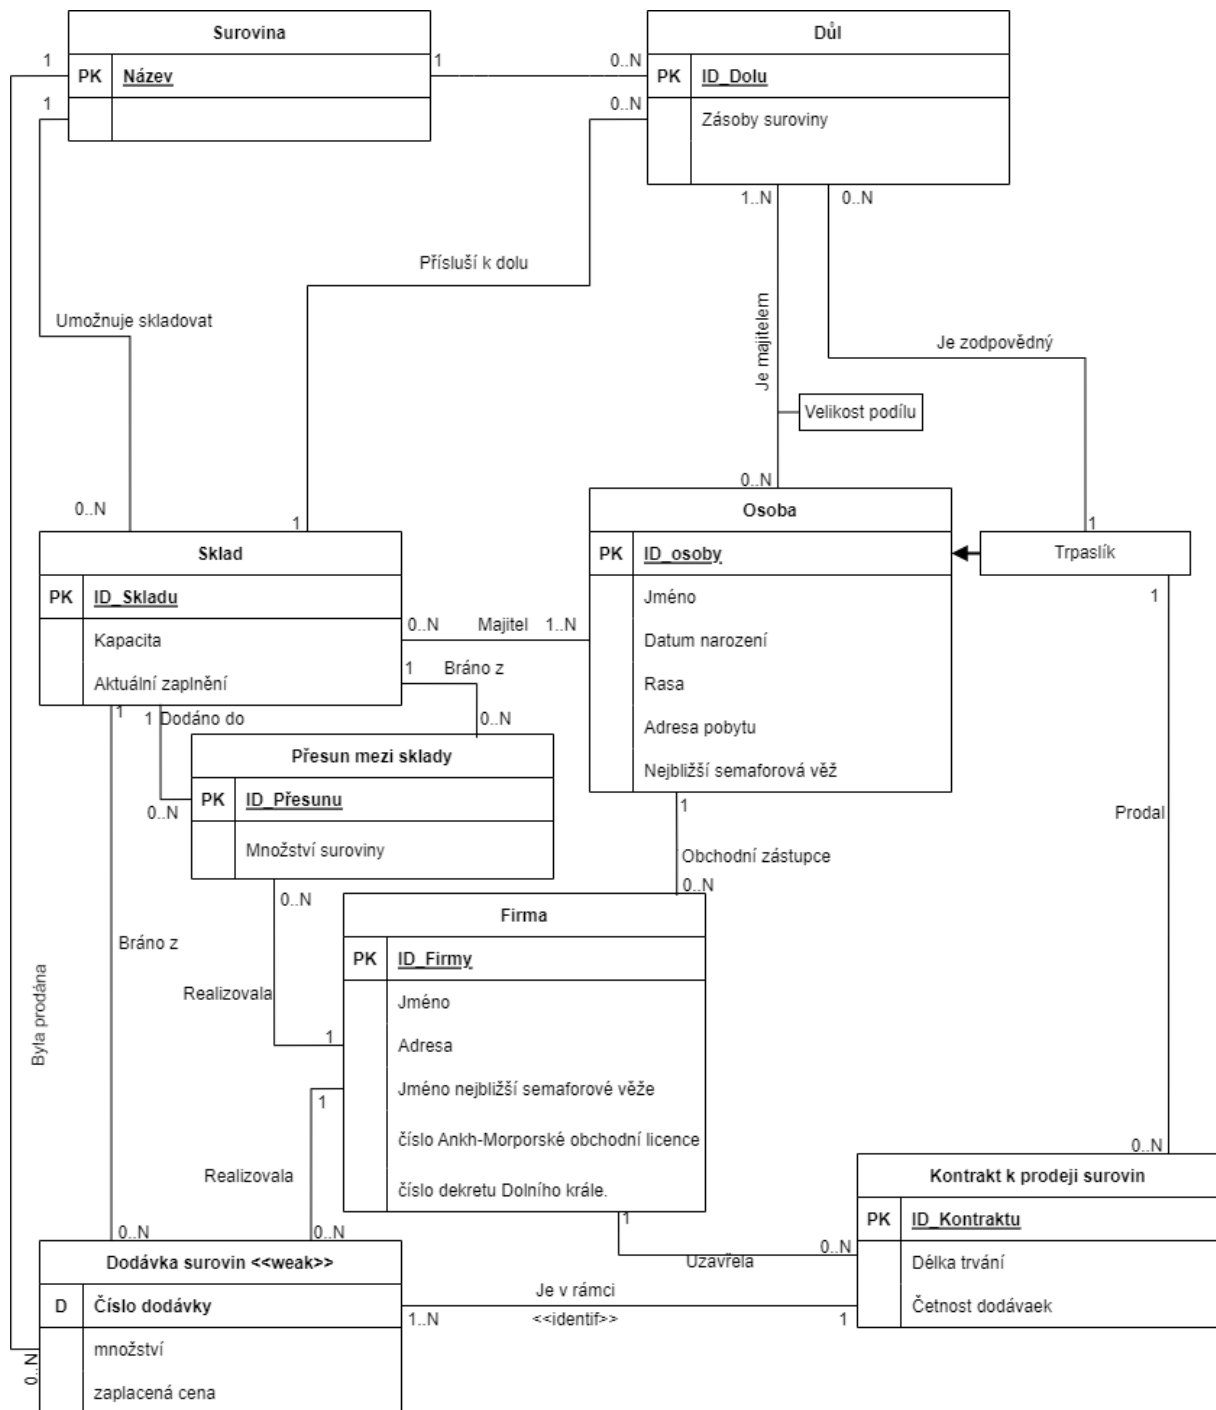 Surovina
Důl
1
PK
Název
1
0..N
PK
ID_Dolu
1
0..N
Zásoby suroviny
1..N
0..N
Přísluší k dolu
Umožnuje skladovat
Je majitelem
Je zodpovědný
Velikost podílu
0..N
0..N
1
1
Sklad
Osoba
Trpaslík
PK
ID_Skladu
PK
ID_osoby
1
Kapacita
0..N
Majitel
1..N
Jméno
Datum narození
Aktuální zaplnění
1
Bráno z
Rasa
1
1
Dodáno do
0..N
Adresa pobytu
Přesun mezi sklady
Nejbližší semaforová věž
0..N
PK
ID_Přesunu
1
Prodal
Množství suroviny
Obchodní zástupce
0..N
0..N
Firma
Bráno z
PK
ID_Firmy
Realizovala
Jméno
Byla prodána
1
Adresa
1
Jméno nejbližší semaforové věže
číslo Ankh-Morporské obchodní licence
0..N
Realizovala
číslo dekretu Dolního krále.
Kontrakt k prodeji surovin
PK
ID_Kontraktu
1
0..N
0..N
0..N
Uzavřela
Dodávka surovin <<weak>>
Délka trvání
D
Číslo dodávky
Je v rámci
Četnost dodávaek
1..N
<<identif>>
1
množství
0..N
zaplacená cena